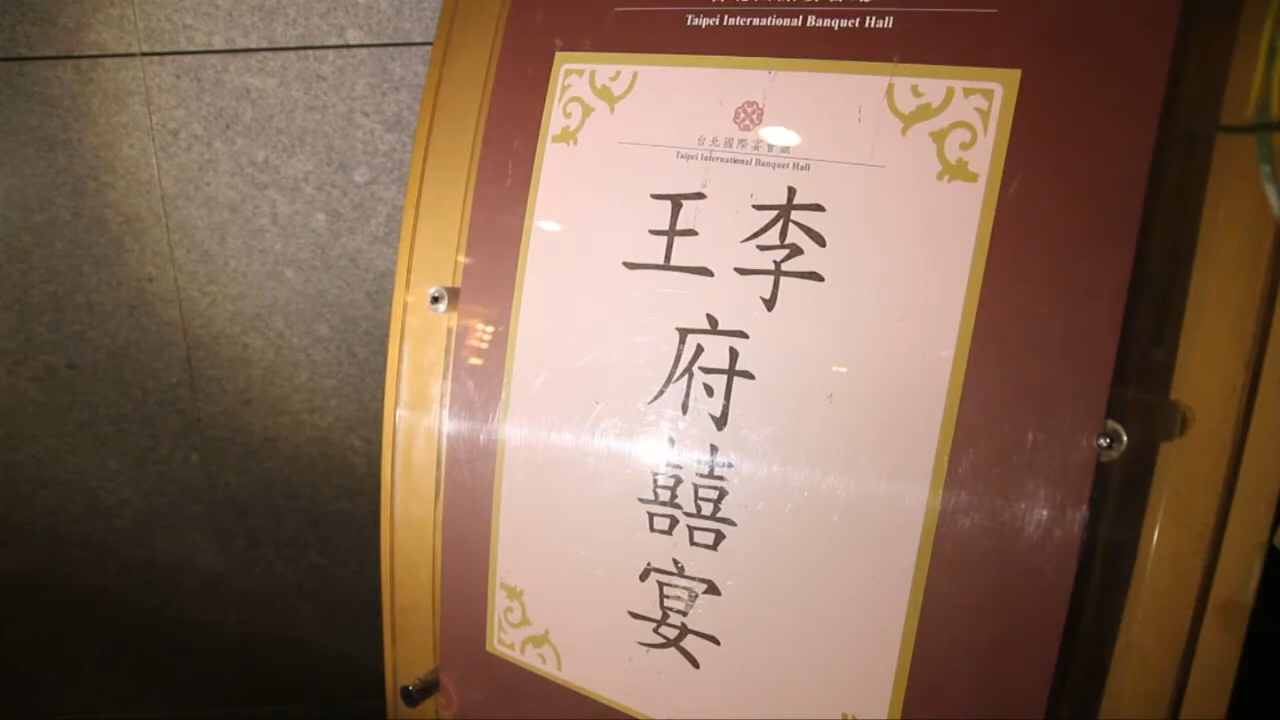 Taipei International Banquet Hall
台北國際宴會廳
Taipei International Banquet Hall
李王
府
囍
宴